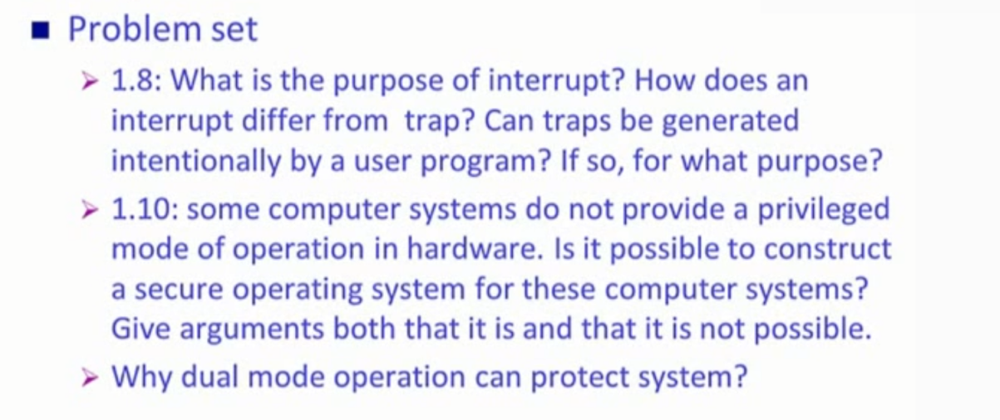 Problem set
1.8: What is the purpose of interrupt? How does an
interrupt differ from trap? Can traps be generated
intentionally by a user program? If so, for what purpose?
1.10: some computer systems do not provide a privileged
mode of operation in hardware. Is it possible to construct
a secure operating system for these computer systems?
Give arguments both that it is and that it is not possible.
Why dual mode operation can protect system?